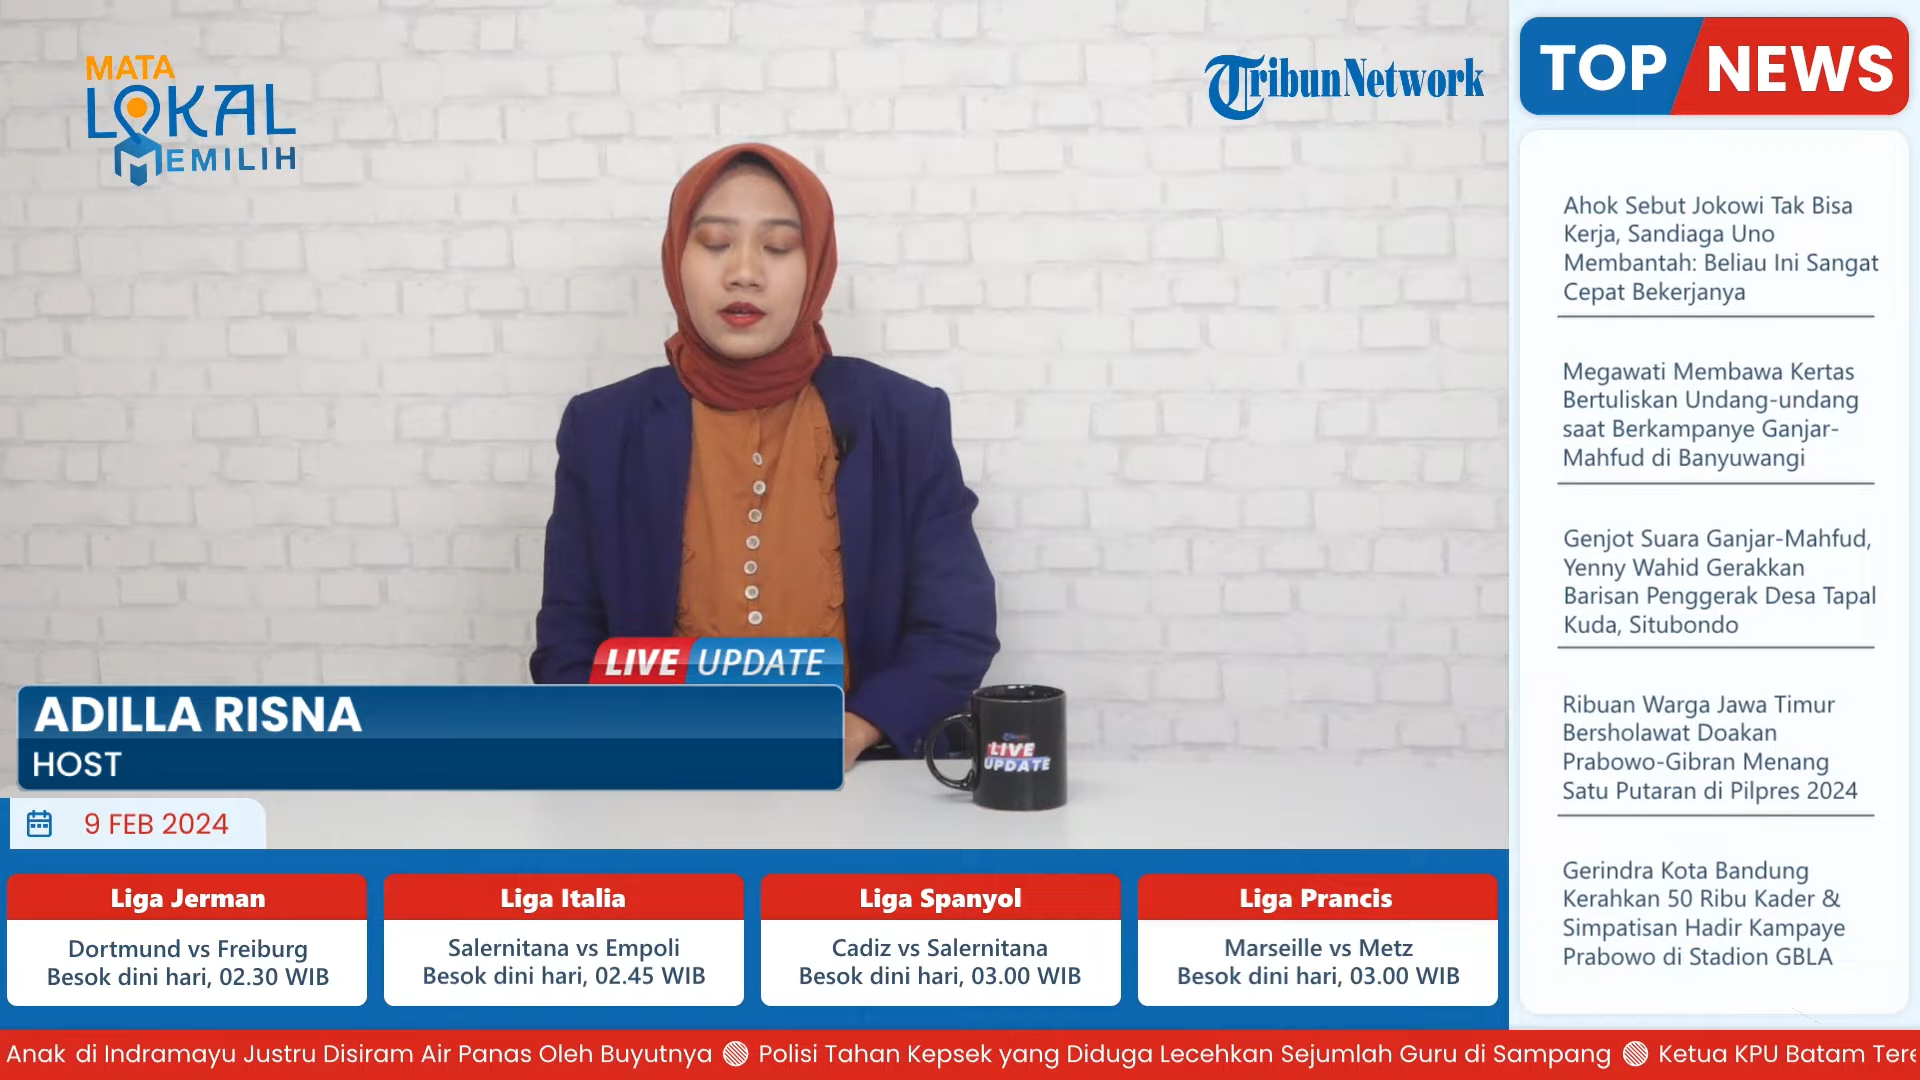 MATA
LOKAL
MEMILIH
TribunNetwork
TOP NEWS
Ahok Sebut Jokowi Tak Bisa
Kerja, Sandiaga Uno
Membantah: Beliau Ini Sangat
Cepat Bekerjanya
Megawati Membawa Kertas
Bertuliskan Undang-undang
saat Berkampanye Ganjar-
Mahfud di Banyuwangi
Genjot Suara Ganjar-Mahfud,
Yenny Wahid Gerakkan
Barisan Penggerak Desa Tapal
Kuda, Situbondo
Ribuan Warga Jawa Timur
Bersholawat Doakan
Prabowo-Gibran Menang
Satu Putaran di Pilpres 2024
Gerindra Kota Bandung
Kerahkan 50 Ribu Kader &
Simpatisan Hadir Kampaye
Prabowo di Stadion GBLA
LIVE UPDATE
ADILLA RISNA
HOST
LIVE
UPDATE
9 FEB 2024
Liga Jerman
Dortmund vs Freiburg
Besok dini hari, 02.30 WIB
Liga Italia
Salernitana vs Empoli
Besok dini hari, 02.45 WIB
Liga Spanyol
Cadiz vs Salernitana
Besok dini hari, 03.00 WIB
Liga Prancis
Marseille vs Metz
Besok dini hari, 03.00 WIB
Anak di Indramayu Justru Disiram Air Panas Oleh Buyutnya Polisi Tahan Kepsek yang Diduga Lecehkan Sejumlah Guru di Sampang Ketua KPU Batam